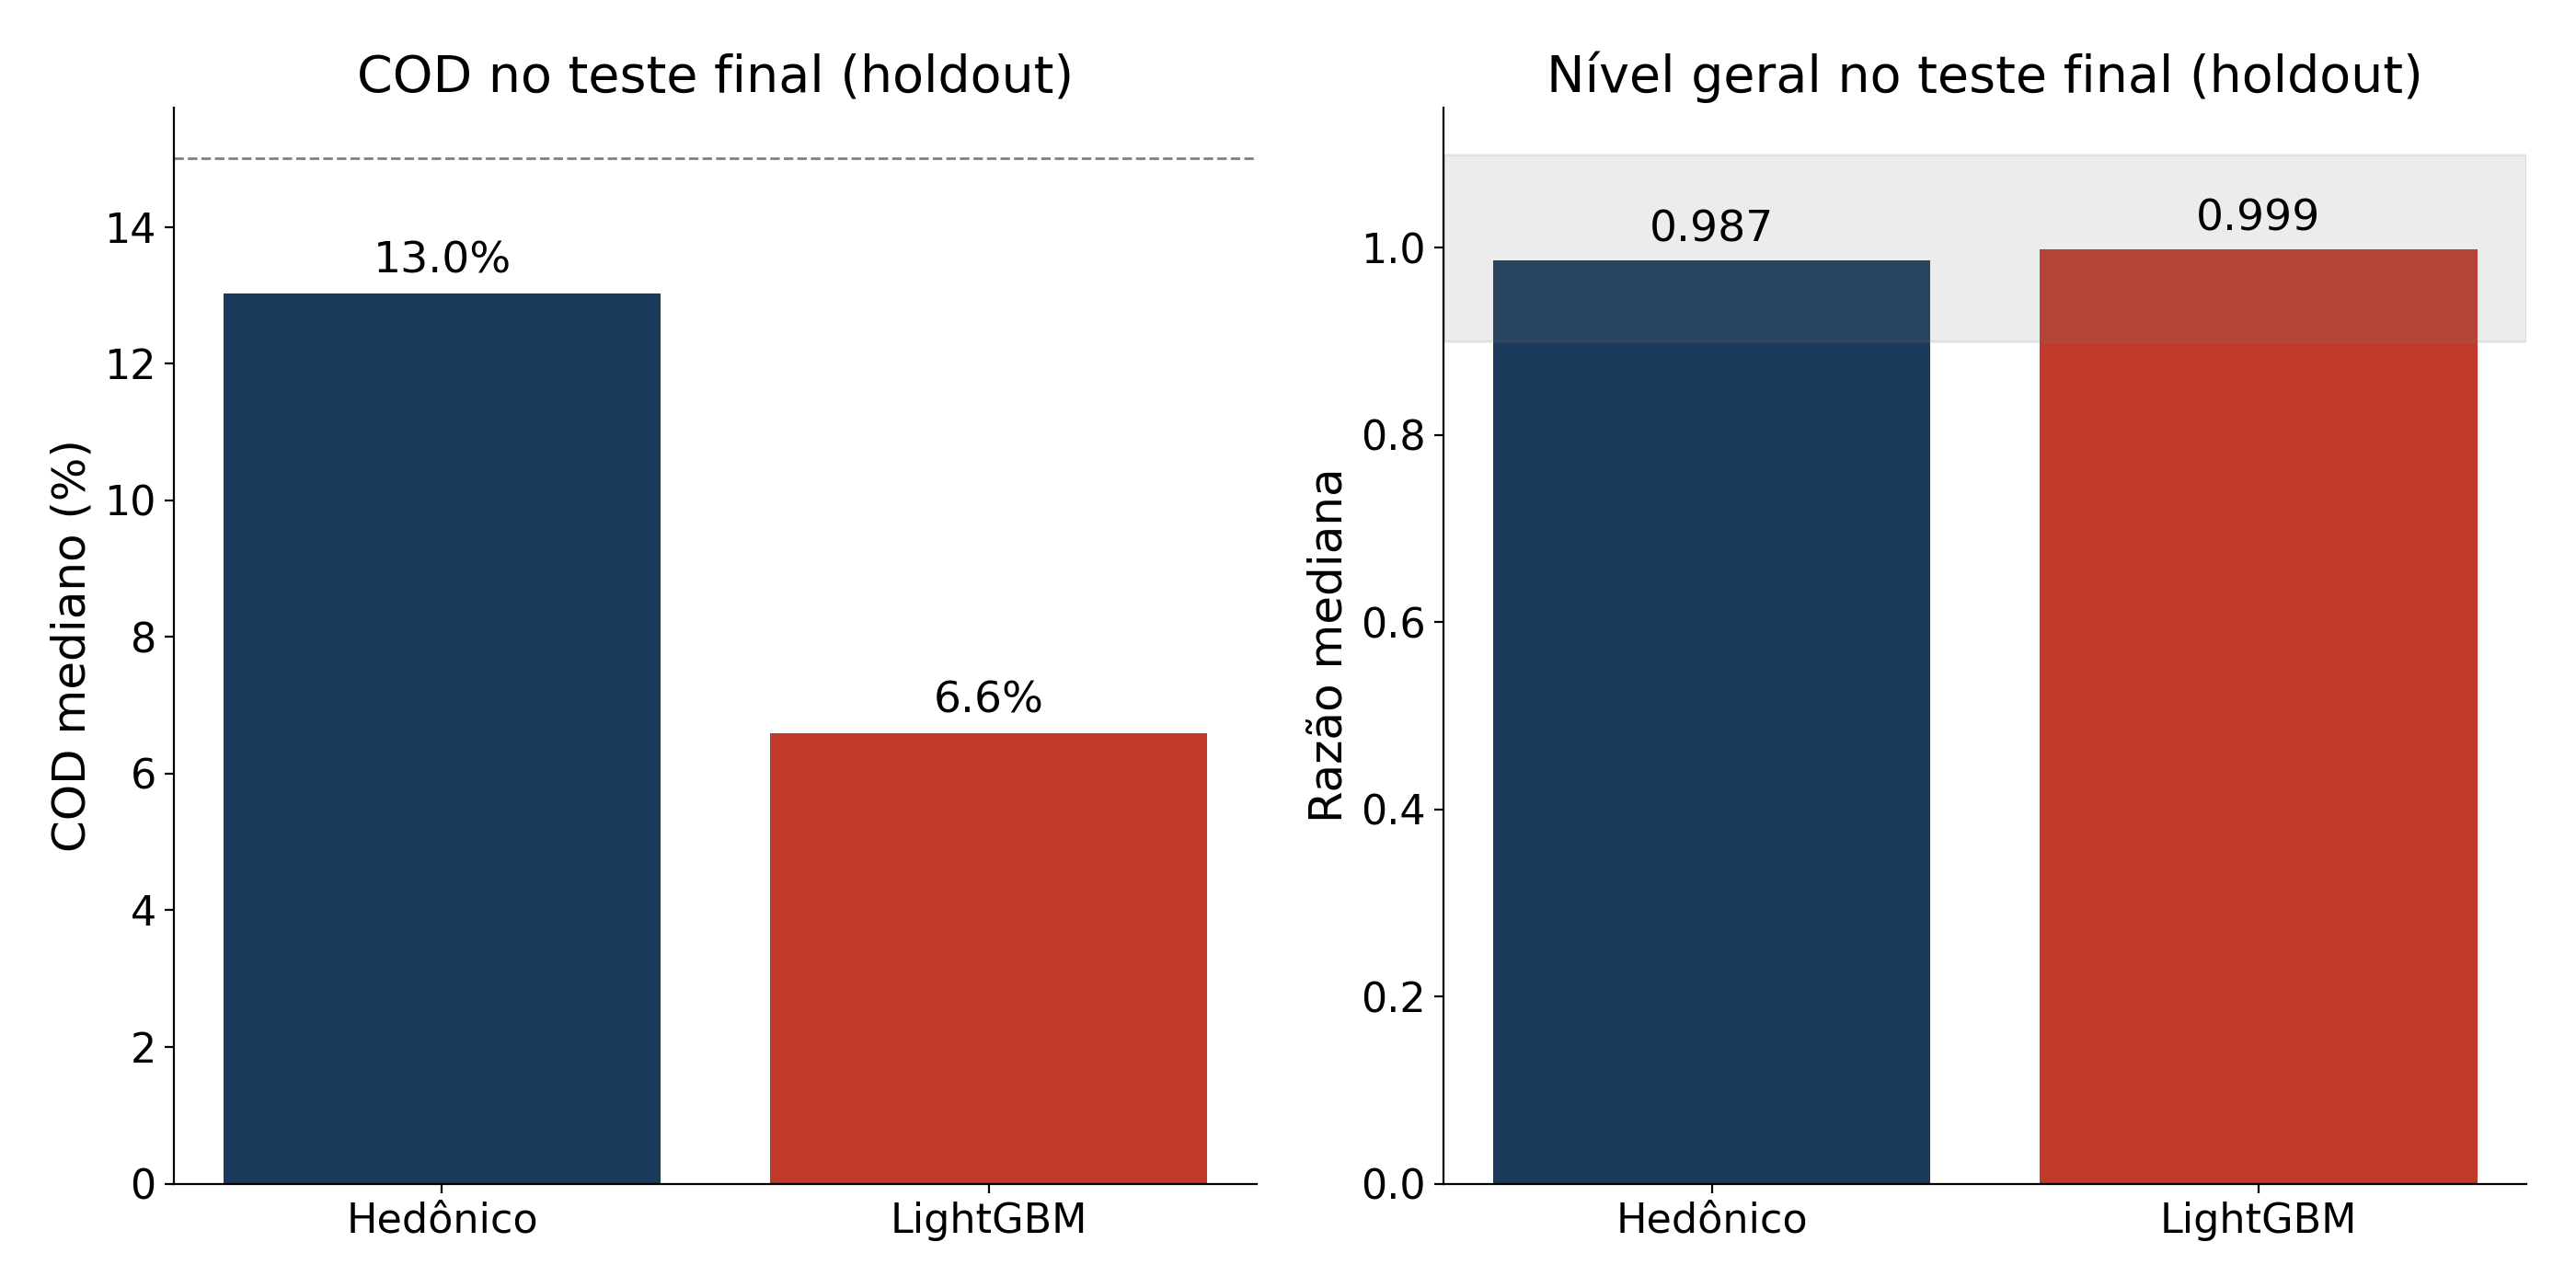 COD no teste final (holdout)
COD mediano (%)
14
12
10
8
6
4
2
0
13.0%
6.6%
Hedônico
LightGBM
Nível geral no teste final (holdout)
Razão mediana
1.0
0.8
0.6
0.4
0.2
0.0
0.987
0.999
Hedônico
LightGBM